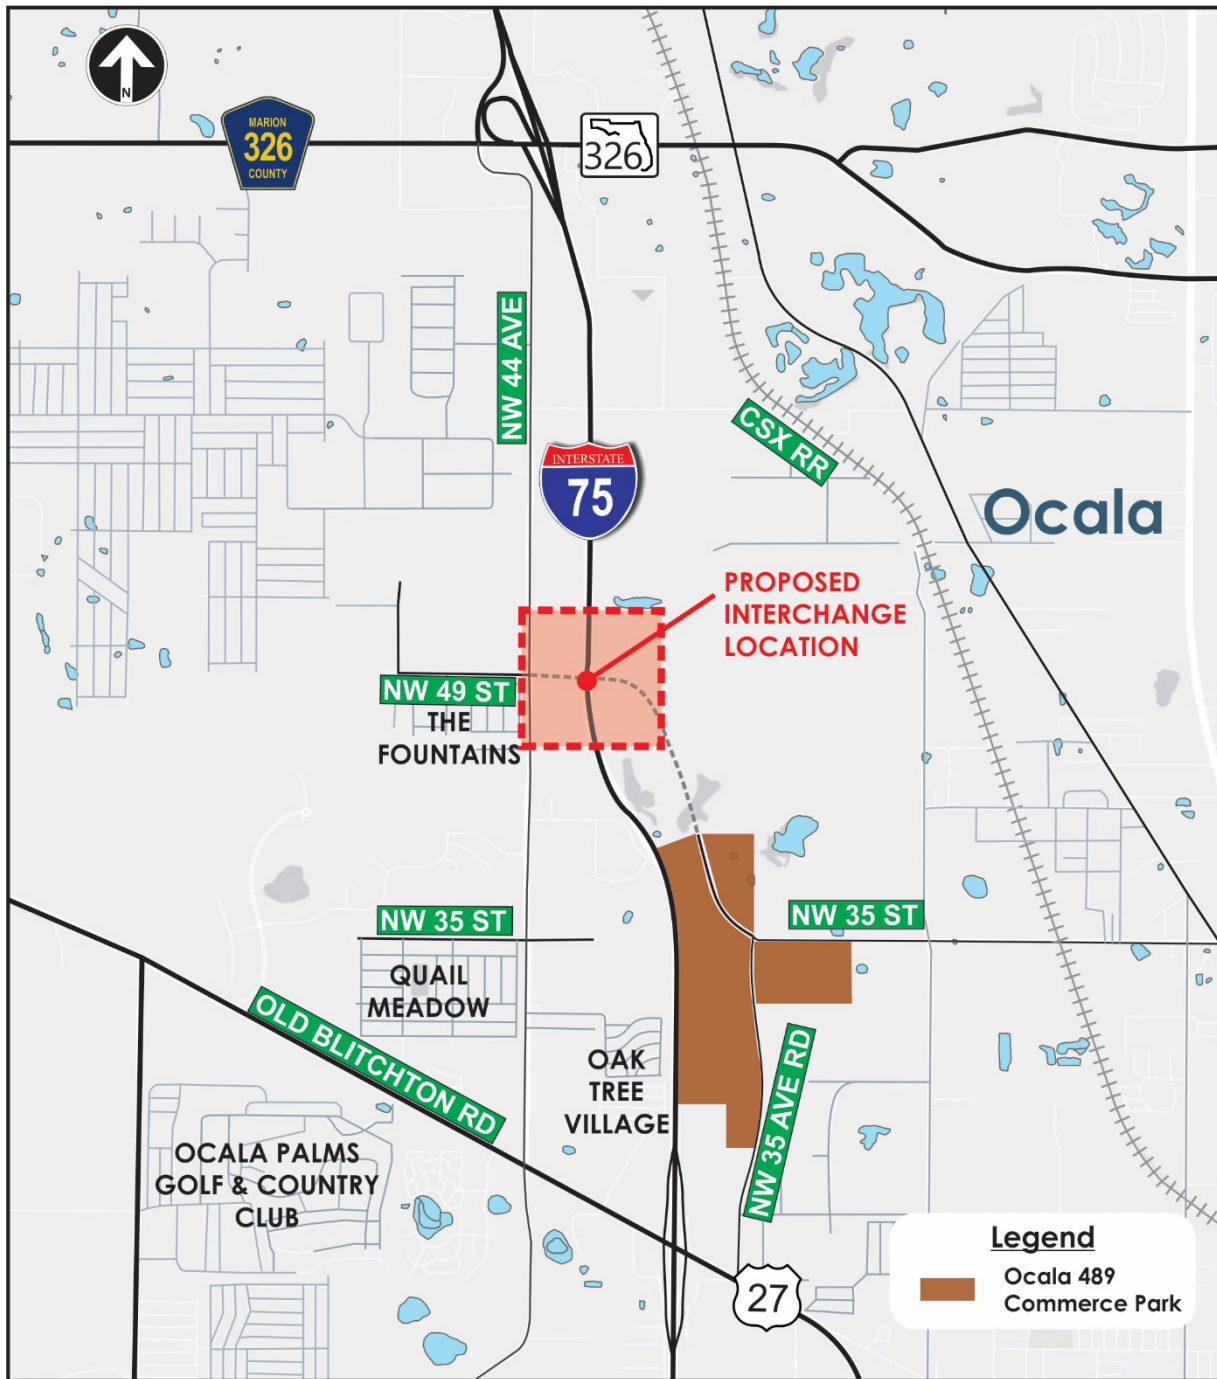 N
MARION
326
COUNTY
326
NW 44 AVE
INTERSTATE
75
CSX RR
Ocala
PROPOSED
INTERCHANGE
LOCATION
NW 49 ST
THE
FOUNTAINS
NW 35 ST
NW 35 ST
QUAIL
MEADOW
OLD BLITCHTON RD
OAK
TREE
VILLAGE
NW 35 AVE RD
OCALA PALMS
GOLF & COUNTRY
CLUB
27
Legend
Ocala 489
Commerce Park